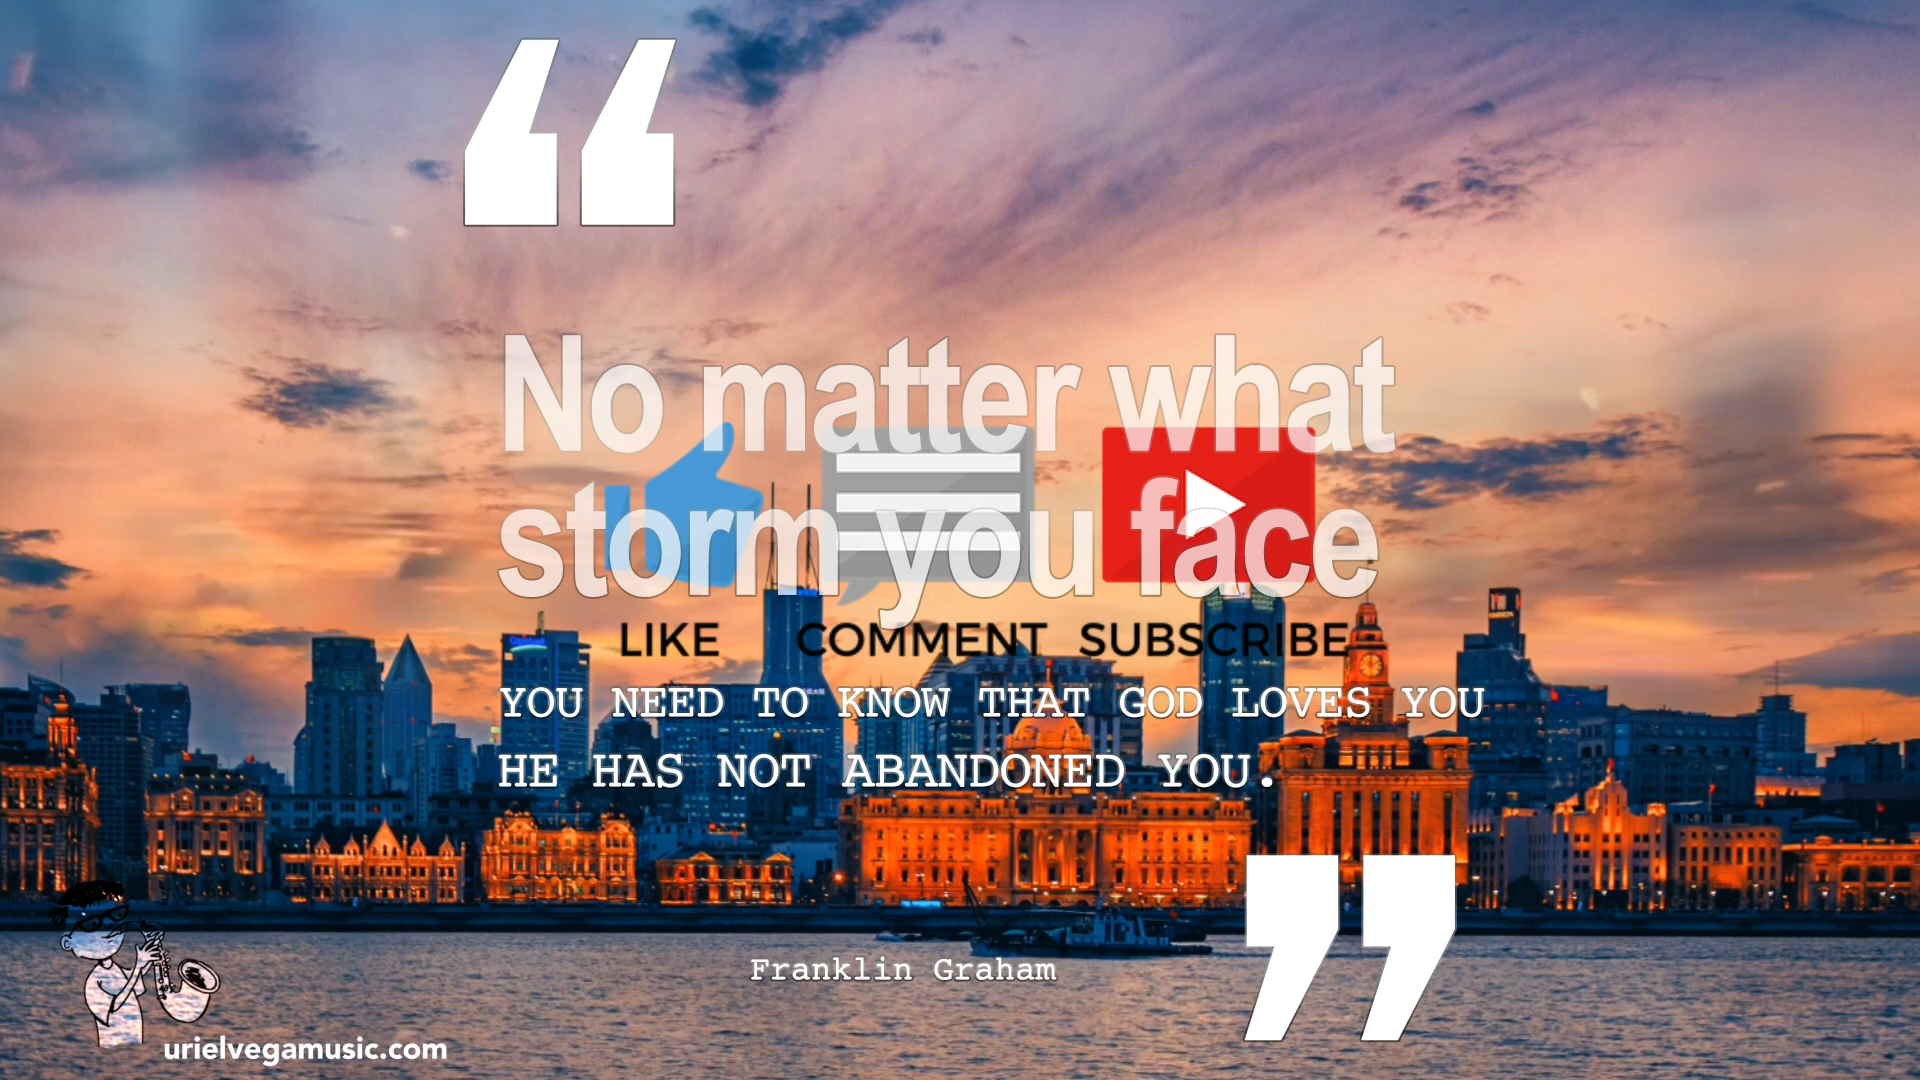 No matter what
storm you face
LIKE COMMENT SUBSCRIBE
YOU NEED TO KNOW THAT GOD LOVES YOU
HE HAS NOT ABANDONED YOU.
Franklin Graham
urielvegamusic.com